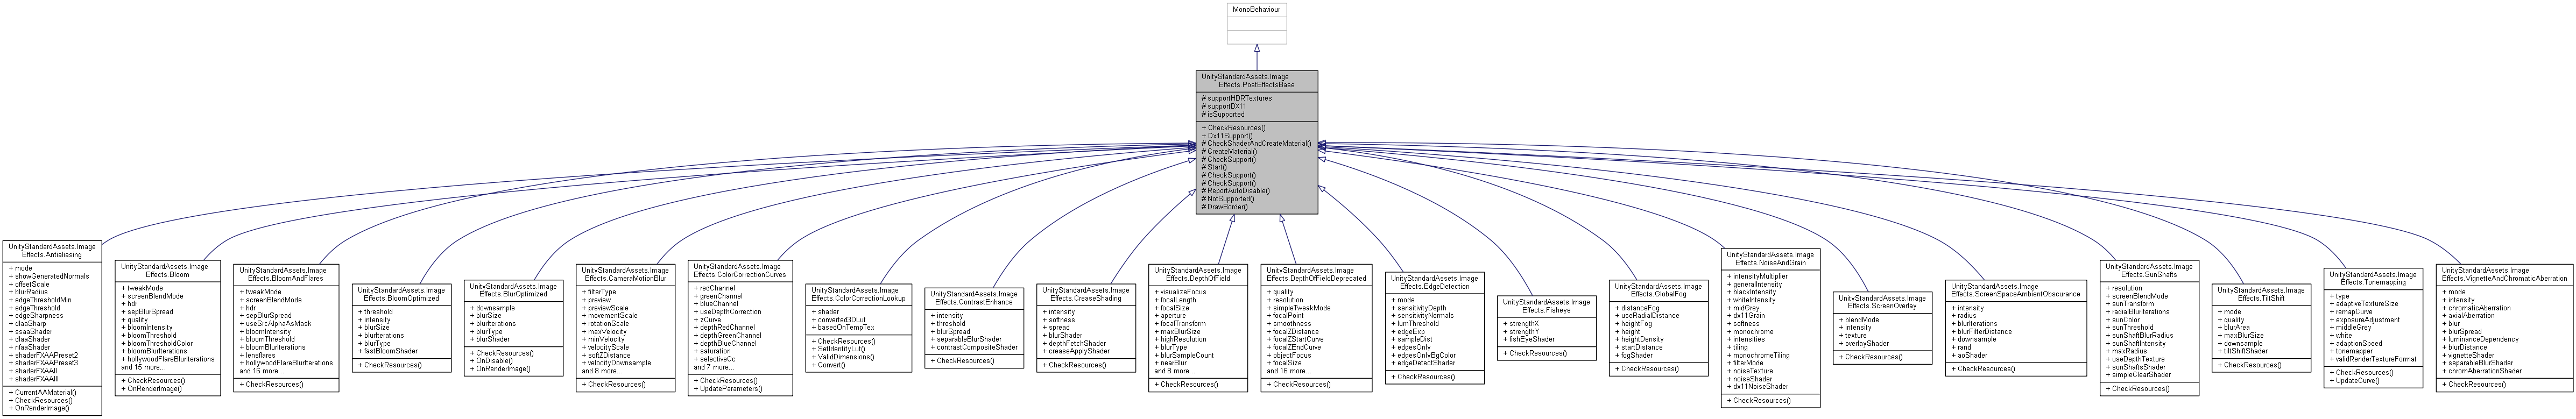 MonoBehaviour
UnityStandardAssets.Image
Effects.PostEffectsBase
# supportHDRTextures
# supportDX11
# isSupported
+ CheckResources()
+ Dx11Support()
# CheckShaderAndCreateMaterial()
# CreateMaterial()
# CheckSupport()
# Start()
# CheckSupport()
# CheckSupport()
# ReportAutoDisable()
# NotSupported()
# DrawBorder()
UnityStandardAssets.Image
Effects.Antialiasing
+ mode
+ showGeneratedNormals
+ offsetScale
+ blurRadius
+ edgeThresholdMin
+ edgeThreshold
+ edgeSharpness
+ dlaaSharp
+ ssaaShader
+ dlaaShader
+ nfaaShader
+ shaderFXAAPreset2
+ shaderFXAAPreset3
+ shaderFXAAII
+ shaderFXAAIII
+ CurrentAAMaterial()
+ CheckResources()
+ OnRenderImage()
UnityStandardAssets.Image
Effects.Bloom
+ tweakMode
+ screenBlendMode
+ hdr
+ sepBlurSpread
+ quality
+ bloomIntensity
+ bloomThreshold
+ bloomThresholdColor
+ bloomBlurIterations
+ hollywoodFlareBlurIterations
and 15 more...
+ CheckResources()
+ OnRenderImage()
UnityStandardAssets.Image
Effects.BloomAndFlares
+ tweakMode
+ screenBlendMode
+ hdr
+ sepBlurSpread
+ useSrcAlphaAsMask
+ bloomIntensity
+ bloomThreshold
+ bloomBlurIterations
+ lensflares
+ hollywoodFlareBlurIterations
and 16 more...
+ CheckResources()
UnityStandardAssets.Image
Effects.BloomOptimized
+ threshold
+ intensity
+ blurSize
+ blurIterations
+ blurType
+ fastBloomShader
+ CheckResources()
UnityStandardAssets.Image
Effects.BlurOptimized
+ downsample
+ blurSize
+ blurIterations
+ blurType
+ blurShader
+ CheckResources()
+ OnDisable()
+ OnRenderImage()
UnityStandardAssets.Image
Effects.CameraMotionBlur
+ filterType
+ preview
+ previewScale
+ movementScale
+ rotationScale
+ maxVelocity
+ minVelocity
+ velocityScale
+ softZDistance
+ velocityDownsample
and 8 more...
+ CheckResources()
UnityStandardAssets.Image
Effects.ColorCorrectionCurves
+ redChannel
+ greenChannel
+ blueChannel
+ useDepthCorrection
+ zCurve
+ depthRedChannel
+ depthGreenChannel
+ depthBlueChannel
+ saturation
+ selectiveCc
and 7 more...
+ CheckResources()
+ UpdateParameters()
UnityStandardAssets.Image
Effects.ColorCorrectionLookup
+ shader
+ converted3DLut
+ basedOnTempTex
+ CheckResources()
+ SetIdentityLut()
+ ValidDimensions()
+ Convert()
UnityStandardAssets.Image
Effects.ContrastEnhance
+ intensity
+ threshold
+ blurSpread
+ separableBlurShader
+ contrastCompositeShader
+ CheckResources()
UnityStandardAssets.Image
Effects.CreaseShading
+ intensity
+ softness
+ spread
+ blurShader
+ depthFetchShader
+ creaseApplyShader
+ CheckResources()
UnityStandardAssets.Image
Effects.DepthOfField
+ visualizeFocus
+ focalLength
+ focalSize
+ aperture
+ focalTransform
+ maxBlurSize
+ highResolution
+ blurType
+ blurSampleCount
+ nearBlur
and 8 more...
+ CheckResources()
UnityStandardAssets.Image
Effects.DepthOfFieldDeprecated
+ quality
+ resolution
+ simpleTweakMode
+ focalPoint
+ smoothness
+ focalZDistance
+ focalZStartCurve
+ focalZEndCurve
+ objectFocus
+ focalSize
and 16 more...
+ CheckResources()
UnityStandardAssets.Image
Effects.EdgeDetection
+ mode
+ sensitivityDepth
+ sensitivityNormals
+ lumThreshold
+ edgeExp
+ sampleDist
+ edgesOnly
+ edgesOnlyBgColor
+ edgeDetectShader
+ CheckResources()
UnityStandardAssets.Image
Effects.Fisheye
+ strengthX
+ strengthY
+ fishEyeShader
+ CheckResources()
UnityStandardAssets.Image
Effects.GlobalFog
+ distanceFog
+ useRadialDistance
+ heightFog
+ height
+ heightDensity
+ startDistance
+ fogShader
+ CheckResources()
UnityStandardAssets.Image
Effects.NoiseAndGrain
+ intensityMultiplier
+ generalIntensity
+ blackIntensity
+ whiteIntensity
+ midGrey
+ dx11Grain
+ softness
+ monochrome
+ intensities
+ tiling
+ monochromeTiling
+ filterMode
+ noiseTexture
+ noiseShader
+ dx11NoiseShader
+ CheckResources()
UnityStandardAssets.Image
Effects.ScreenOverlay
+ blendMode
+ intensity
+ texture
+ overlayShader
+ CheckResources()
UnityStandardAssets.Image
Effects.ScreenSpaceAmbientObscurance
+ intensity
+ radius
+ blurIterations
+ blurFilterDistance
+ downsample
+ rand
+ aoShader
+ CheckResources()
UnityStandardAssets.Image
Effects.SunShafts
+ resolution
+ screenBlendMode
+ sunTransform
+ radialBlurIterations
+ sunColor
+ sunThreshold
+ sunShaftBlurRadius
+ sunShaftIntensity
+ maxRadius
+ useDepthTexture
+ sunShaftsShader
+ simpleClearShader
+ CheckResources()
UnityStandardAssets.Image
Effects.TiltShift
+ mode
+ quality
+ blurArea
+ maxBlurSize
+ downsample
+ tiltShiftShader
+ CheckResources()
UnityStandardAssets.Image
Effects.Tonemapping
+ type
+ adaptiveTextureSize
+ remapCurve
+ exposureAdjustment
+ middleGrey
+ white
+ adaptionSpeed
+ tonemapper
+ validRenderTextureFormat
+ CheckResources()
+ UpdateCurve()
UnityStandardAssets.Image
Effects.VignetteAndChromaticAberration
+ mode
+ intensity
+ chromaticAberration
+ axialAberration
+ blur
+ blurSpread
+ luminanceDependency
+ blurDistance
+ vignetteShader
+ separableBlurShader
+ chromAberrationShader
+ CheckResources()